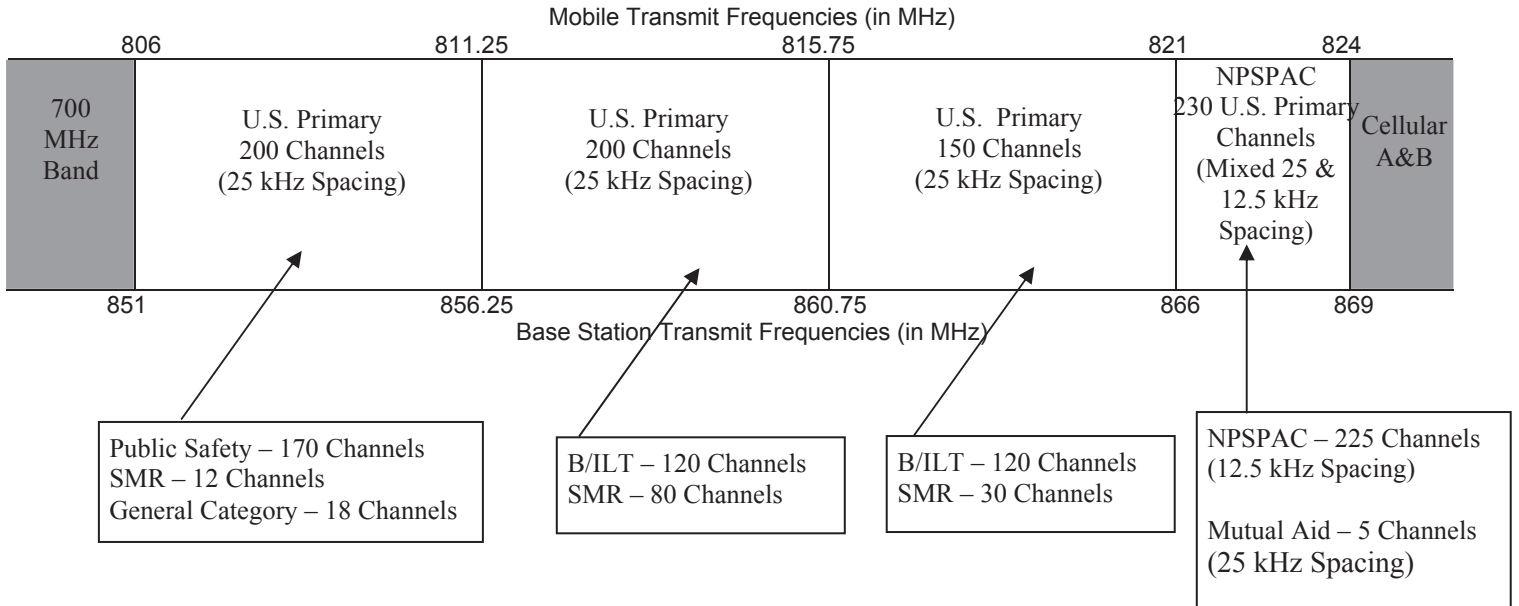 Mobile Transmit Frequencies (in MHz)
806 811.25 815.75 821 824
700
MHz
Band
U.S. Primary
200 Channels
(25 kHz Spacing)
U.S. Primary
200 Channels
(25 kHz Spacing)
U.S. Primary
150 Channels
(25 kHz Spacing)
NPSPAC
230 U.S. Primary
Channels
(Mixed 25 &
12.5 kHz
Spacing)
Cellular
A&B
851 856.25 860.75 866 869
Base Station Transmit Frequencies (in MHz)
Public Safety – 170 Channels
SMR – 12 Channels
General Category – 18 Channels
B/ILT – 120 Channels
SMR – 80 Channels
B/ILT – 120 Channels
SMR – 30 Channels
NPSPAC – 225 Channels
(12.5 kHz Spacing)
Mutual Aid – 5 Channels
(25 kHz Spacing)